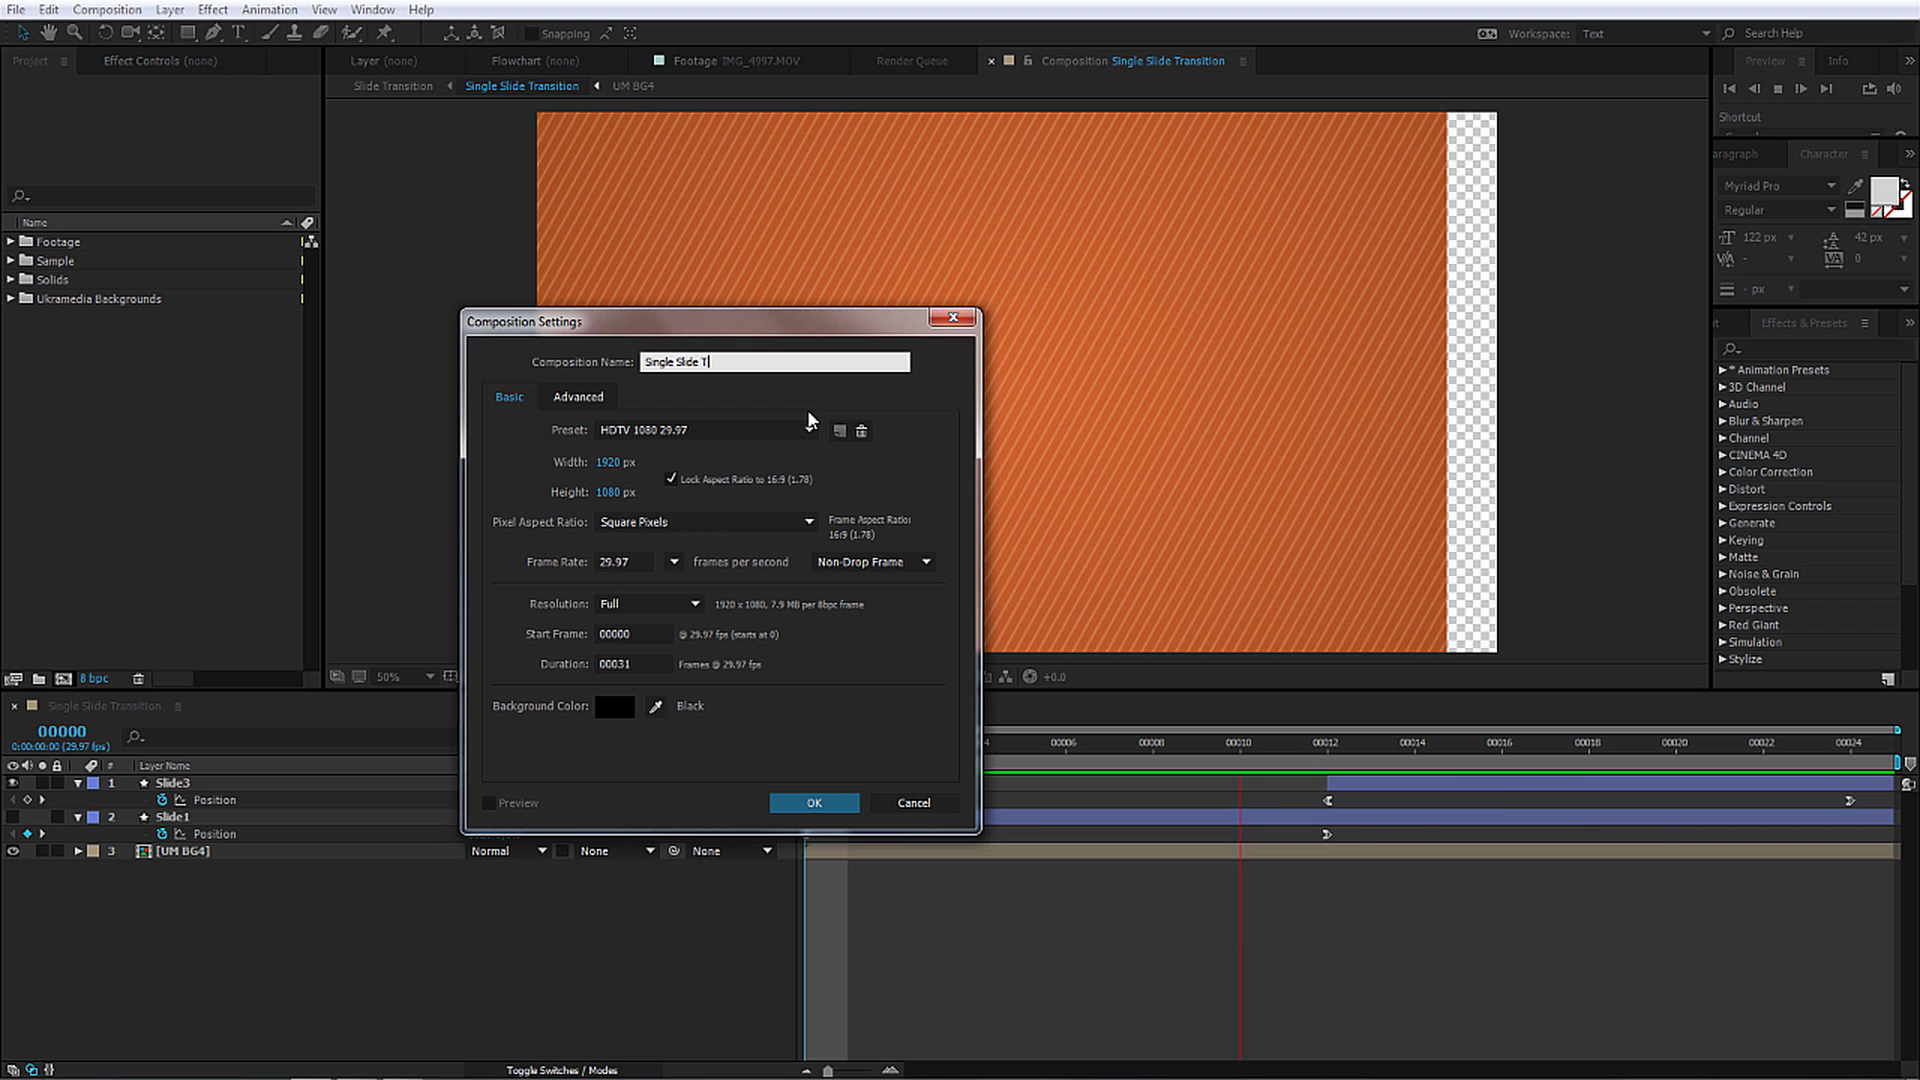 File Edit Composition Layer Effect Animation View Window Help
Snapping
Workspace: Text
Search Help
Project
Effect Controls (none)
Layer (none)
Flowchart (none)
Footage IMG_4997.MOV
Render Queue
Composition Single Slide Transition
Preview
Info
Slide Transition
Single Slide Transition
UM BG4
Shortcut
aragraph
Character
Myriad Pro
Regular
122 px
42 px
0
- px
Name
Footage
Sample
Solids
Ukramedia Backgrounds
Effects & Presets
* Animation Presets
3D Channel
Audio
Blur & Sharpen
Channel
CINEMA 4D
Color Correction
Distort
Expression Controls
Generate
Keying
Matte
Noise & Grain
Obsolete
Perspective
Red Giant
Simulation
Stylize
Composition Settings
Composition Name: Single Slide T
Basic
Advanced
Preset: HDTV 1080 29.97
Width: 1920 px
Lock Aspect Ratio to 16:9 (1.78)
Height: 1080 px
Pixel Aspect Ratio: Square Pixels
Frame Aspect Ratio:
16:9 (1.78)
Frame Rate: 29.97 frames per second Non-Drop Frame
Resolution: Full 1920 x 1080, 7.9 MB per 8bpc frame
Start Frame: 00000 @ 29.97 fps (starts at 0)
Duration: 00031 Frames @ 29.97 fps
Background Color: Black
Preview
OK
Cancel
8 bpc
50%
+0.0
Single Slide Transition
00000
0:00:00:00 (29.97 fps)
4 00006 00008 00010 00012 00014 00016 00018 00020 00022 00024
# Layer Name
1 Slide3
Position
2 Slide1
Position
3 [UM BG4] Normal None None
Toggle Switches / Modes